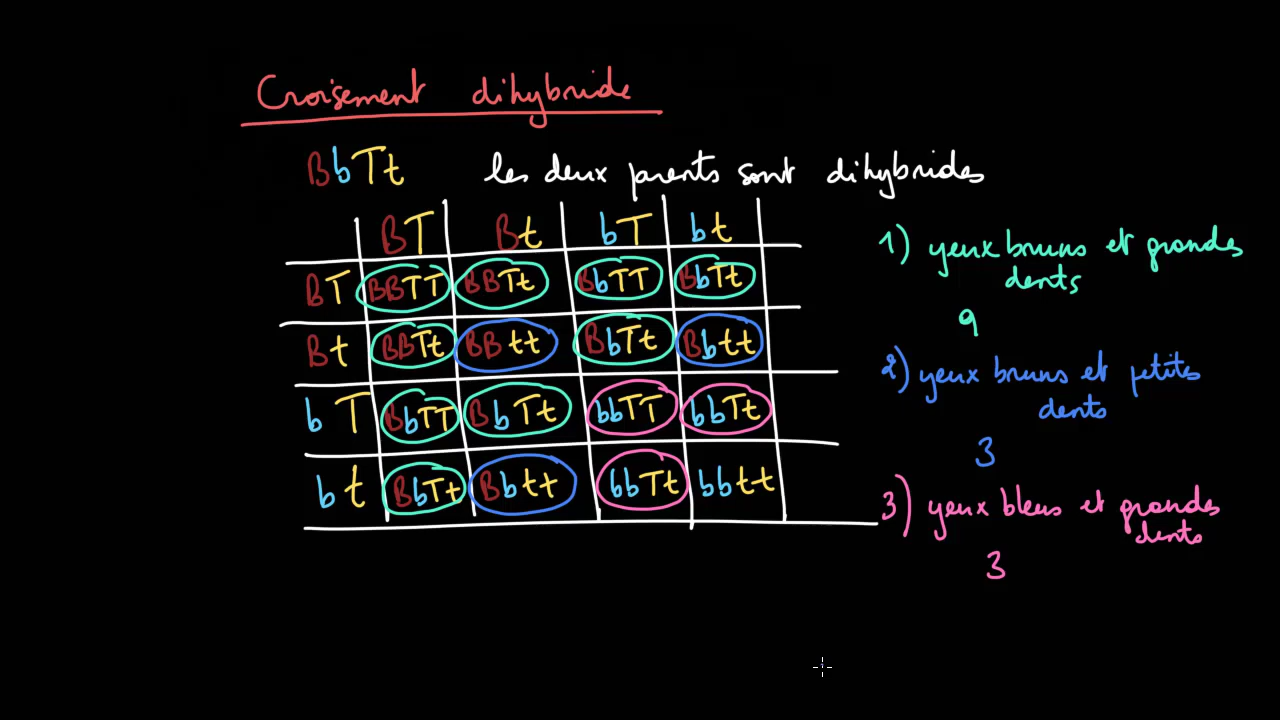 Croisement dihybride
BbTt les deux parents sont dihybrides
BT Bt bT bt
BT BBTT BBTt BbTT BbTt
Bt BBTt BBtt BbTt Bbtt
bT BbTT BbTt bbTT bbTt
bt BbTt Bbtt bbTt bbtt
1) yeux bruns et grandes
dents
9
2) yeux bruns et petites
dents
3
3) yeux bleus et grandes
dents
3